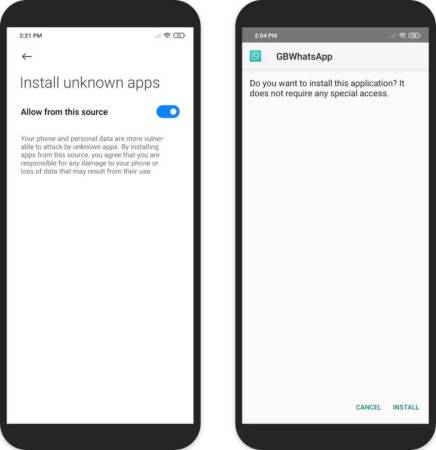 2:21 PM
←
Install unknown apps
Allow from this source
Your phone and personal data are more vulner-
able to attack by unknown apps. By installing
apps from this source, you agree that you are
responsible for any damage to your phone or
loss of data that may result from their use.
2:04 PM
GBWhatsApp
Do you want to install this application? It
does not require any special access.
CANCEL INSTALL